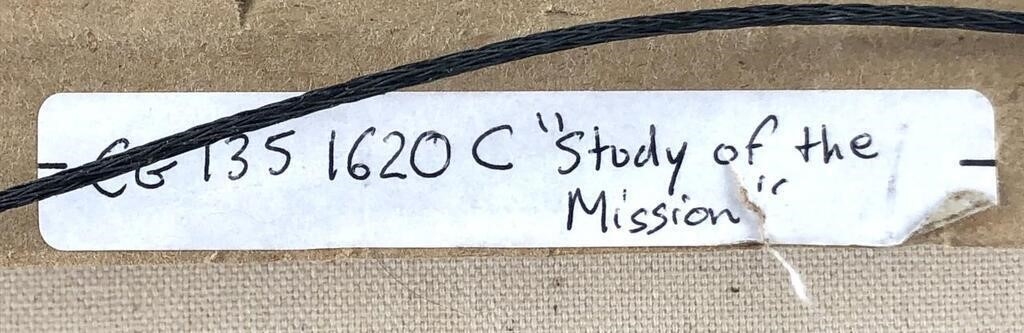 CG 135 1620 C "Study of the
Mission"